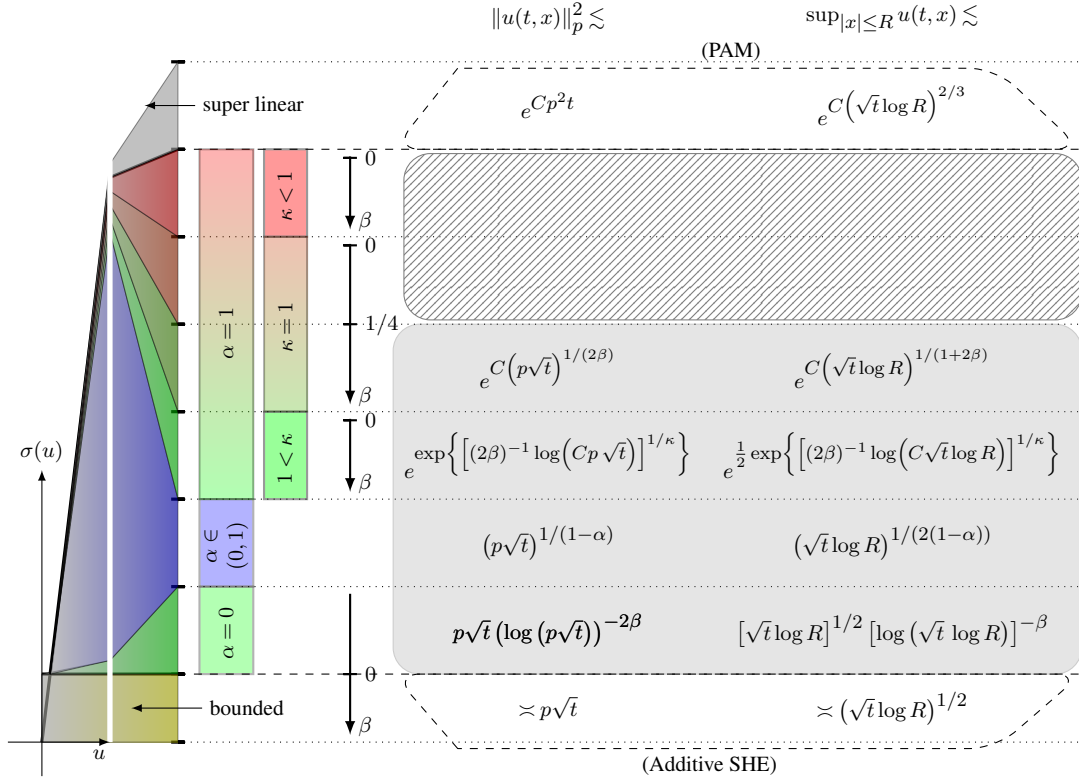 ‖u(t, x)‖_p^2 ≲ sup_{|x|≤R} u(t, x) ≲
(PAM)
super linear
e^{Cp^2t} e^{C(√t log R)^{2/3}}
κ < 1
0
β
α = 1
κ = 1
0
1/4
β
e^{C(p√t)^{1/(2β)}} e^{C(√t log R)^{1/(1+2β)}}
1 < κ
0
β
e^{exp{[(2β)^{-1} log(Cp √t)]^{1/κ}}} e^{½ exp{[(2β)^{-1} log(C√t log R)]^{1/κ}}}
σ(u)
α ∈
(0, 1)
(p√t)^{1/(1−α)} (√t log R)^{1/(2(1−α))}
α = 0
p√t (log (p√t))^{−2β} [√t log R]^{1/2} [log (√t log R)]^{−β}
0
bounded
β
≍ p√t ≍ (√t log R)^{1/2}
u
(Additive SHE)